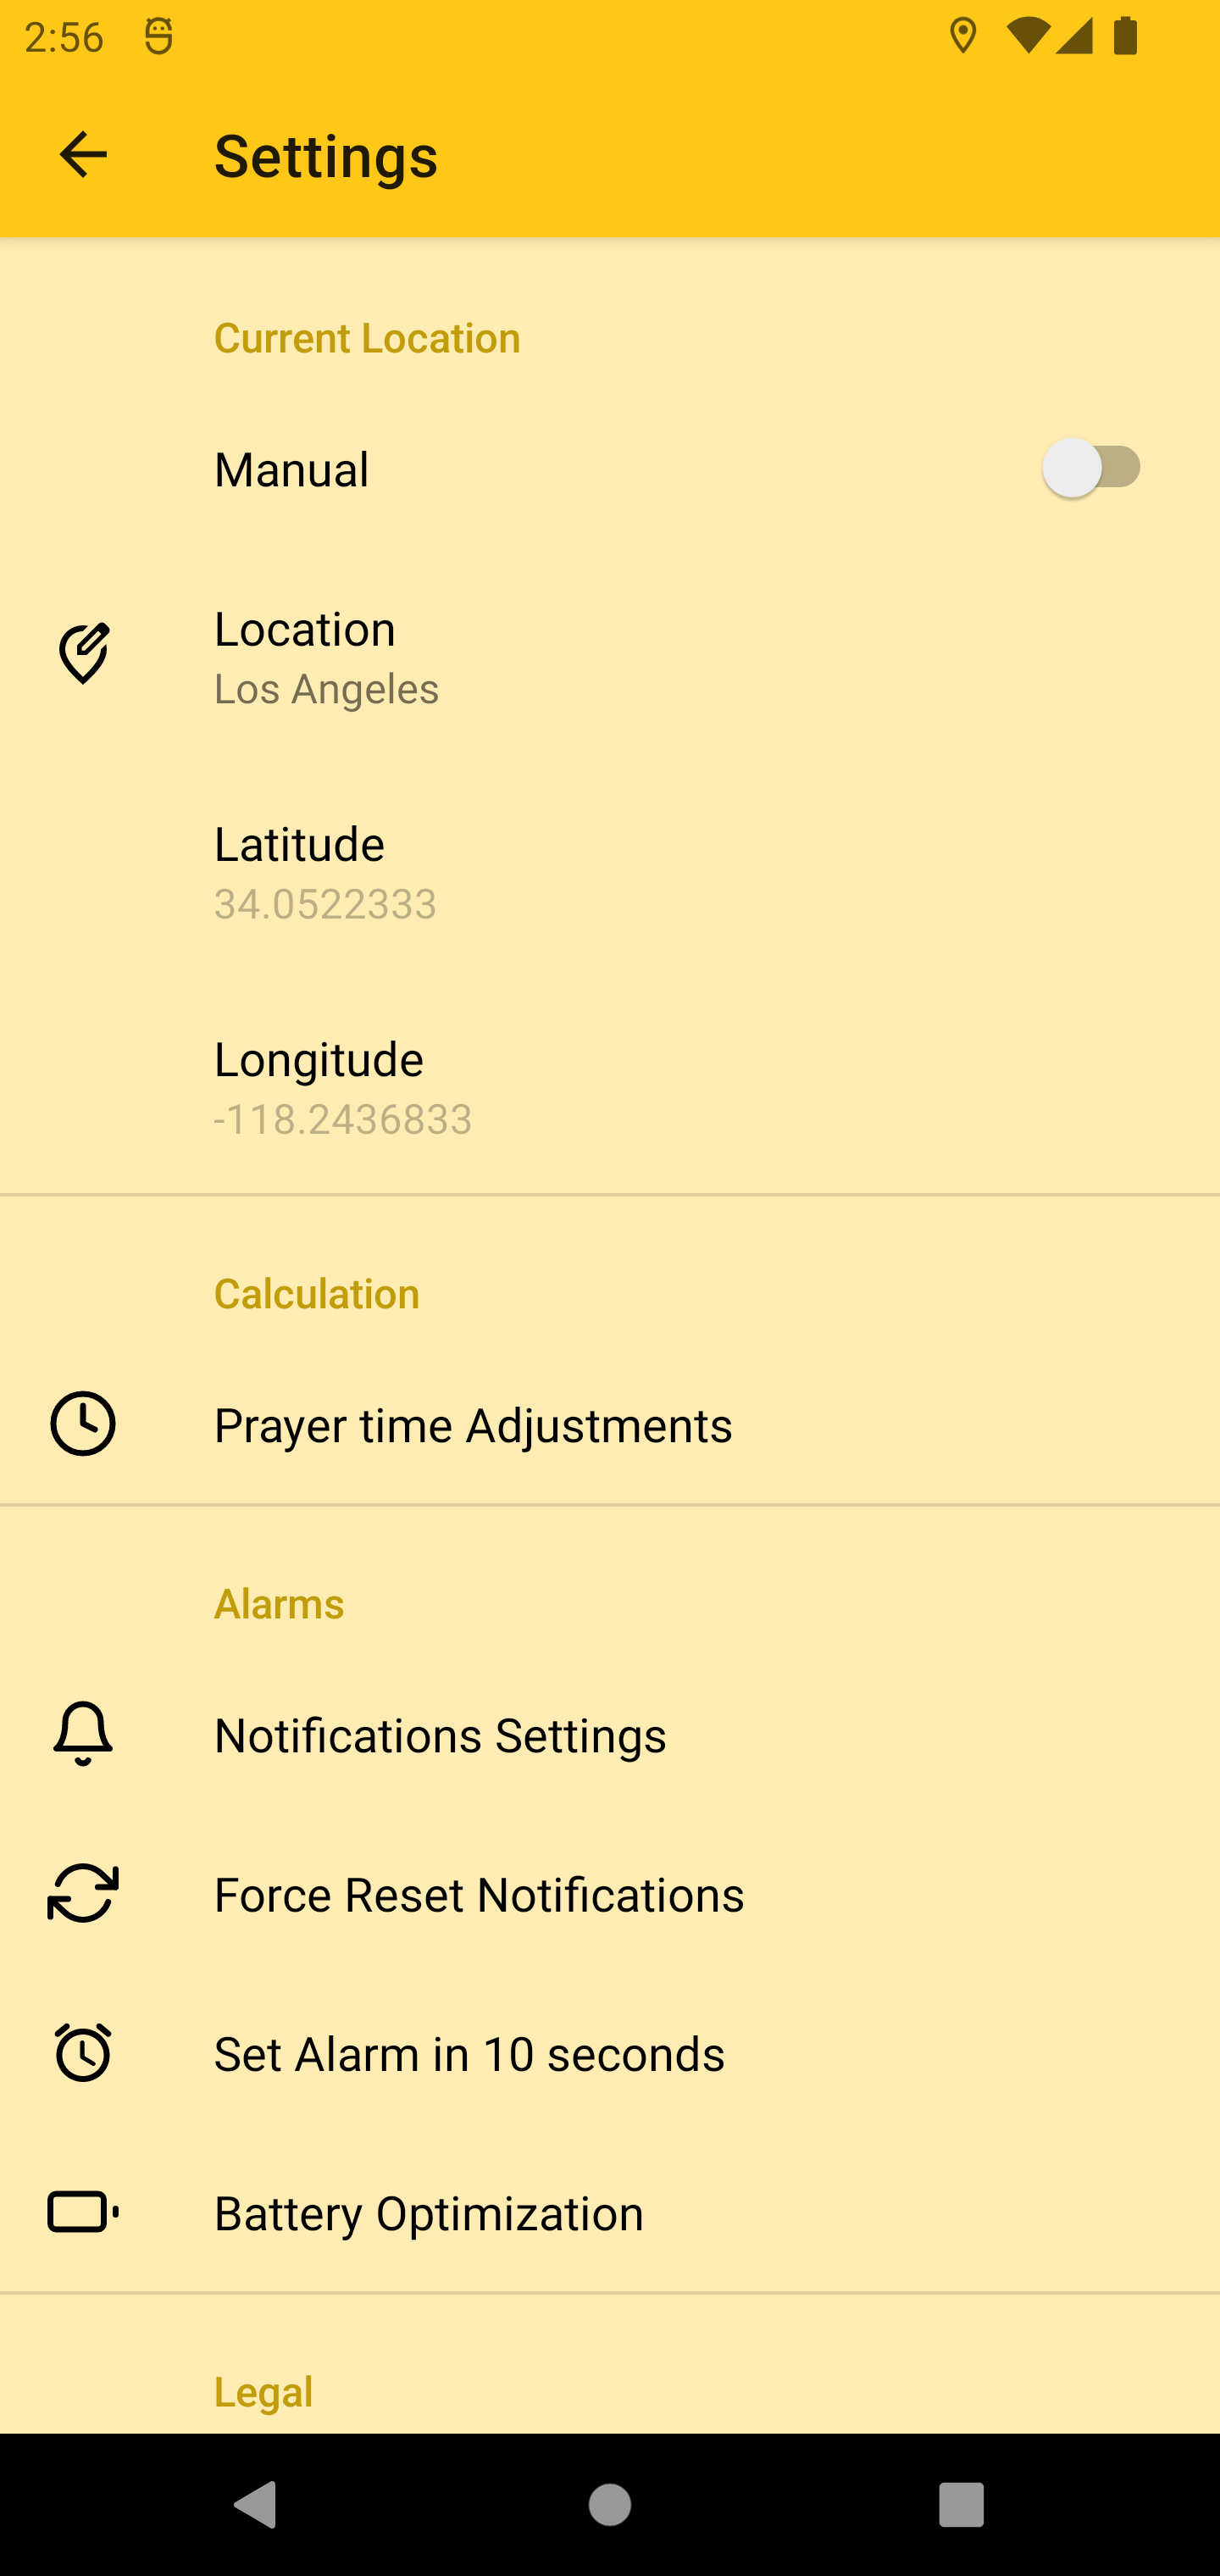 2:56
Settings
Current Location
Manual
Location
Los Angeles
Latitude
34.0522333
Longitude
-118.2436833
Calculation
Prayer time Adjustments
Alarms
Notifications Settings
Force Reset Notifications
Set Alarm in 10 seconds
Battery Optimization
Legal